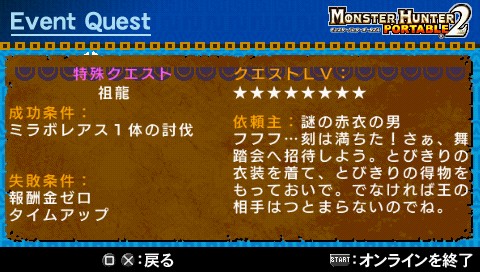 Event Quest
MONSTER HUNTER
PORTABLE 2
特殊クエスト
祖龍
成功条件：
ミラボレアス１体の討伐
失敗条件：
報酬金ゼロ
タイムアップ
クエストＬＶ：
★★★★★★★★
依頼主：謎の赤衣の男
フフフ…刻は満ちた！さぁ、舞
踏会へ招待しよう。とびきりの
衣装を着て、とびきりの得物を
もっておいで。でなければ王の
相手はつとまらないのでね。
□×:戻る
START:オンラインを終了